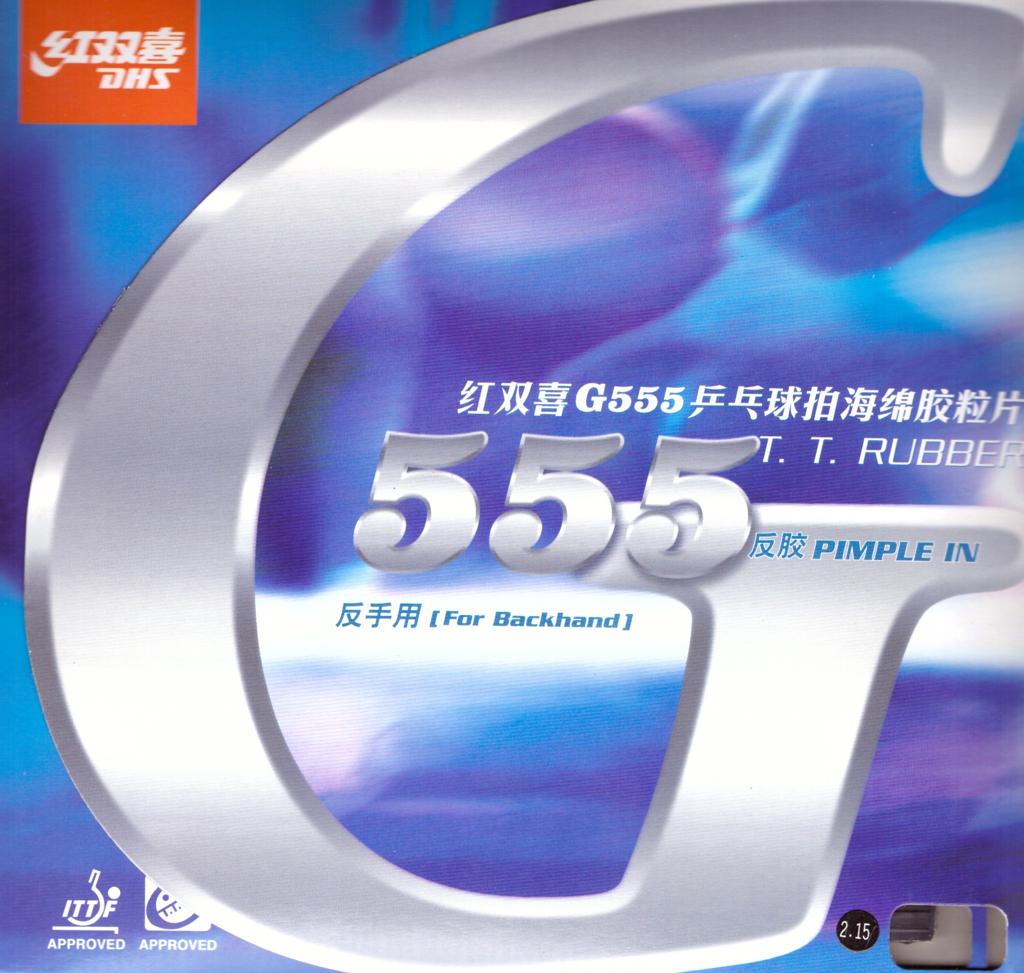 红双喜
DHS
红双喜G555乒乓球拍海绵胶粒片
T. T. RUBBER
G
555
反胶 PIMPLE IN
反手用 [For Backhand]
ITTF
APPROVED
APPROVED
2.15